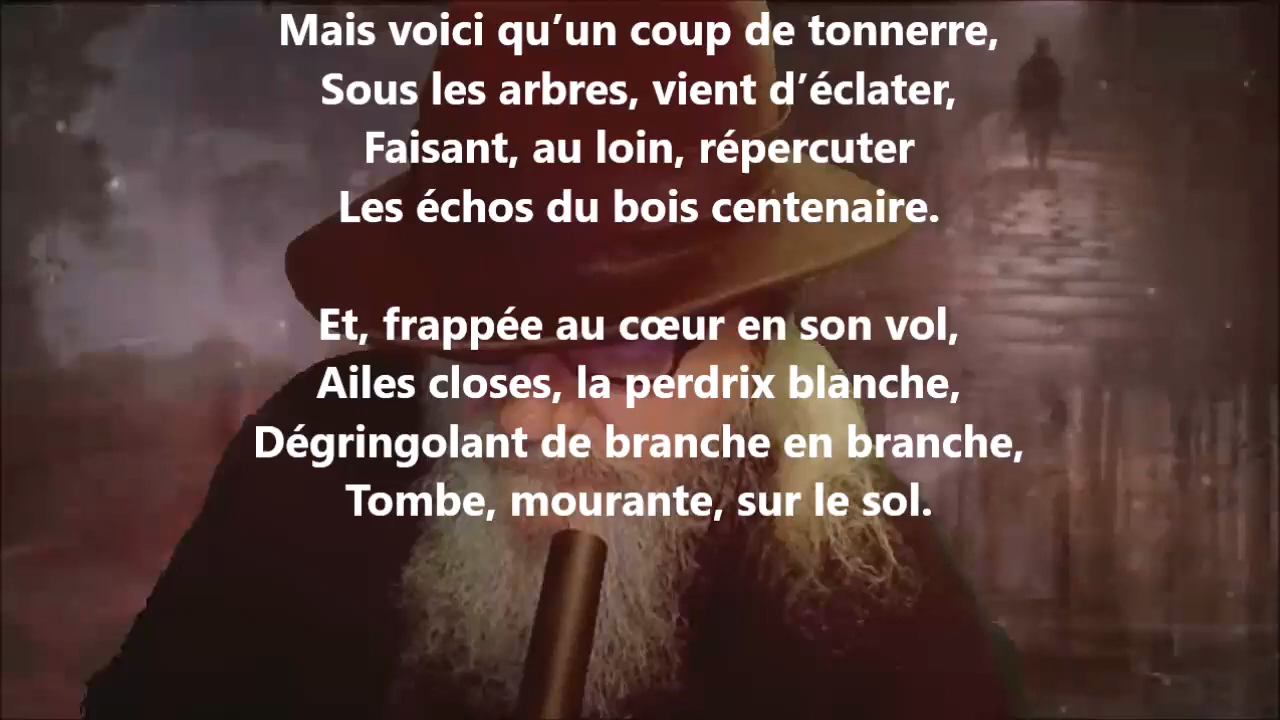 Mais voici qu’un coup de tonnerre,
Sous les arbres, vient d’éclater,
Faisant, au loin, répercuter
Les échos du bois centenaire.
Et, frappée au cœur en son vol,
Ailes closes, la perdrix blanche,
Dégringolant de branche en branche,
Tombe, mourante, sur le sol.